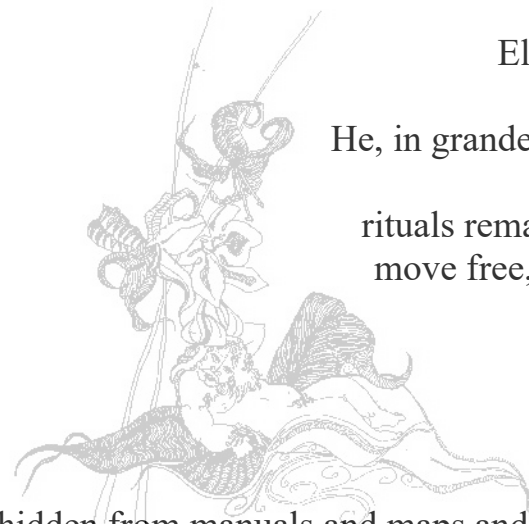 El
He, in grande
rituals rema
move free,
hidden from manuals and maps and